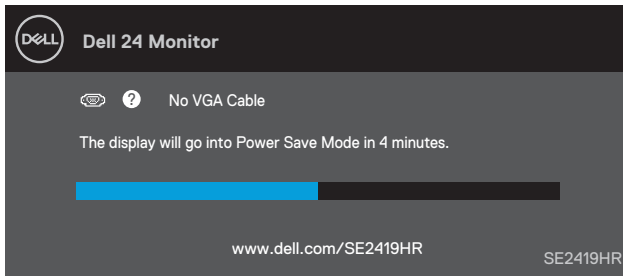 DELL
Dell 24 Monitor
? No VGA Cable
The display will go into Power Save Mode in 4 minutes.
www.dell.com/SE2419HR
SE2419HR